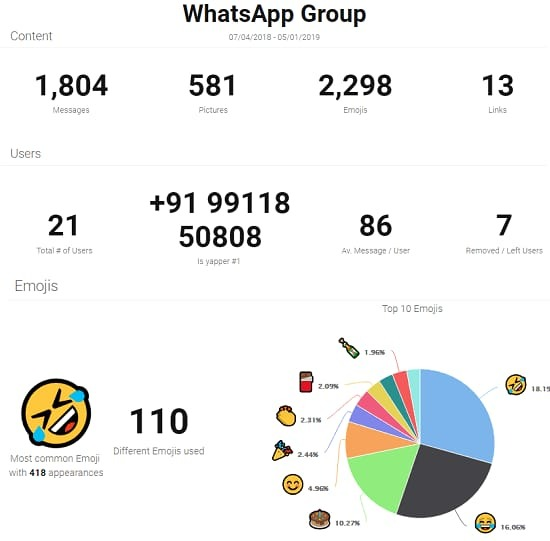 WhatsApp Group
Content
07/04/2018 - 05/01/2019
1,804
581
2,298
13
Messages
Pictures
Emojis
Links
Users
21
+91 99118
50808
86
7
Total # of Users
Is yapper #1
Av. Message / User
Removed / Left Users
Emojis
Top 10 Emojis
110
Different Emojis used
Most common Emoji
with 418 appearances
1.96%
2.09%
2.31%
2.44%
4.96%
10.27%
16.06%